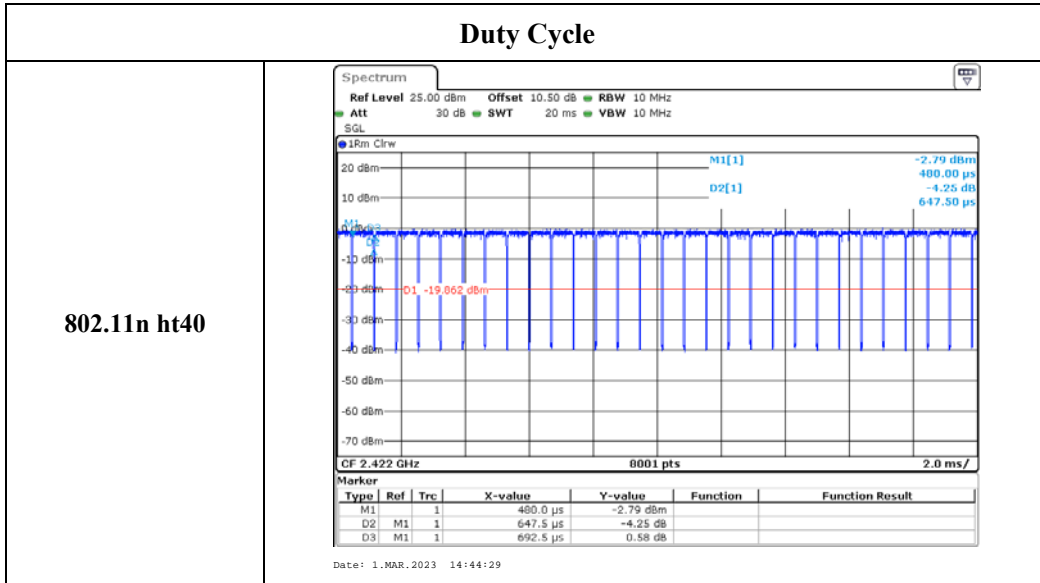 Duty Cycle
802.11n ht40
Spectrum
Ref Level 25.00 dBm Offset 10.50 dB RBW 10 MHz
Att 30 dB SWT 20 ms VBW 10 MHz
SGL
1Rm Clrw
M1[1] -2.79 dBm
480.00 µs
D2[1] -4.25 dB
647.50 µs
20 dBm
10 dBm
M1
D2
-10 dBm
-20 dBm
D1 -19.862 dBm
-30 dBm
-40 dBm
-50 dBm
-60 dBm
-70 dBm
CF 2.422 GHz 8001 pts 2.0 ms/
Marker
Type Ref Trc X-value Y-value Function Function Result
M1 1 480.0 µs -2.79 dBm
D2 M1 1 647.5 µs -4.25 dB
D3 M1 1 692.5 µs 0.58 dB
Date: 1.MAR.2023 14:44:29